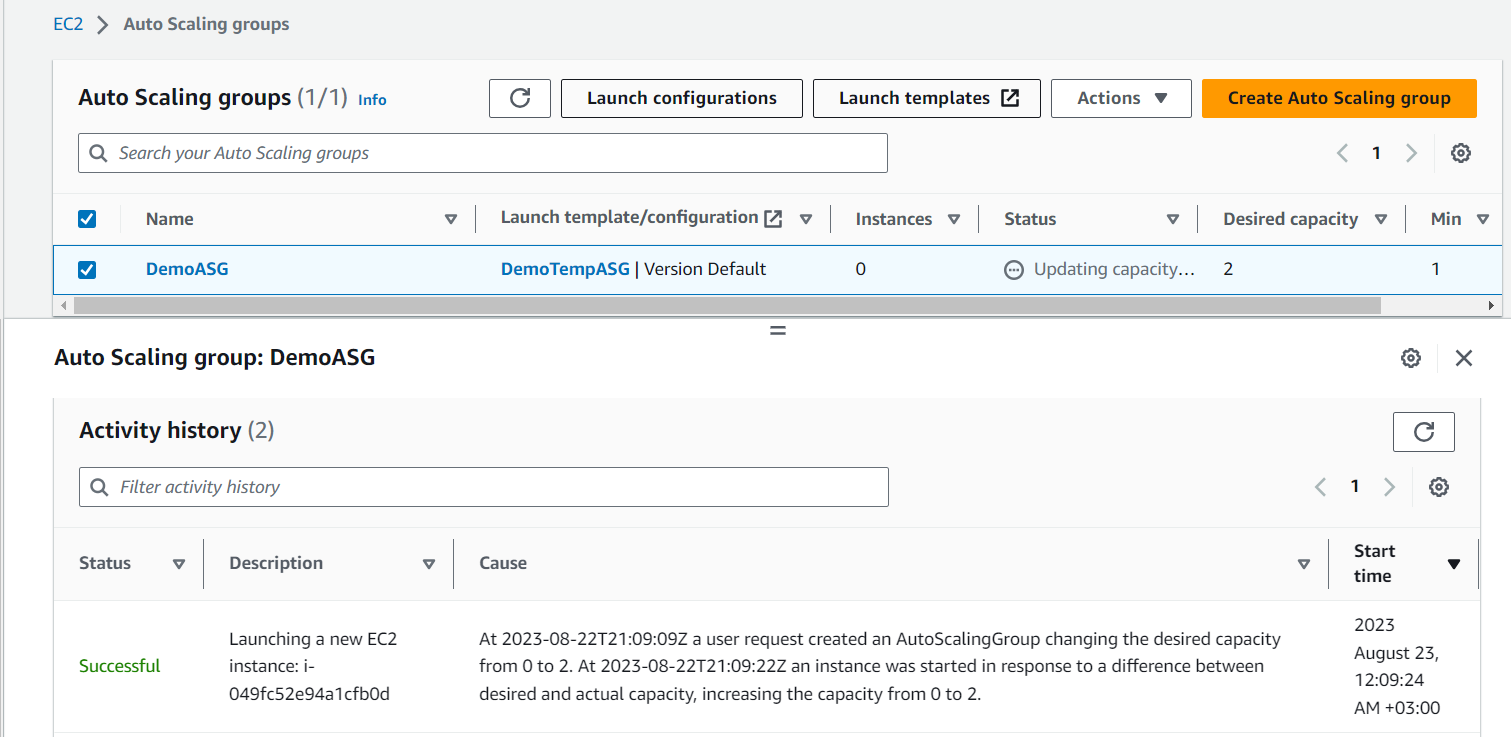 EC2 > Auto Scaling groups
Auto Scaling groups (1/1) Info
Launch configurations
Launch templates
Actions
Create Auto Scaling group
Search your Auto Scaling groups
1
Name
Launch template/configuration
Instances
Status
Desired capacity
Min
DemoASG
DemoTempASG | Version Default
0
Updating capacity...
2
1
Auto Scaling group: DemoASG
Activity history (2)
Filter activity history
1
Status
Description
Cause
Start
time
Successful
Launching a new EC2
instance: i-
049fc52e94a1cfb0d
At 2023-08-22T21:09:09Z a user request created an AutoScalingGroup changing the desired capacity
from 0 to 2. At 2023-08-22T21:09:22Z an instance was started in response to a difference between
desired and actual capacity, increasing the capacity from 0 to 2.
2023
August 23,
12:09:24
AM +03:00